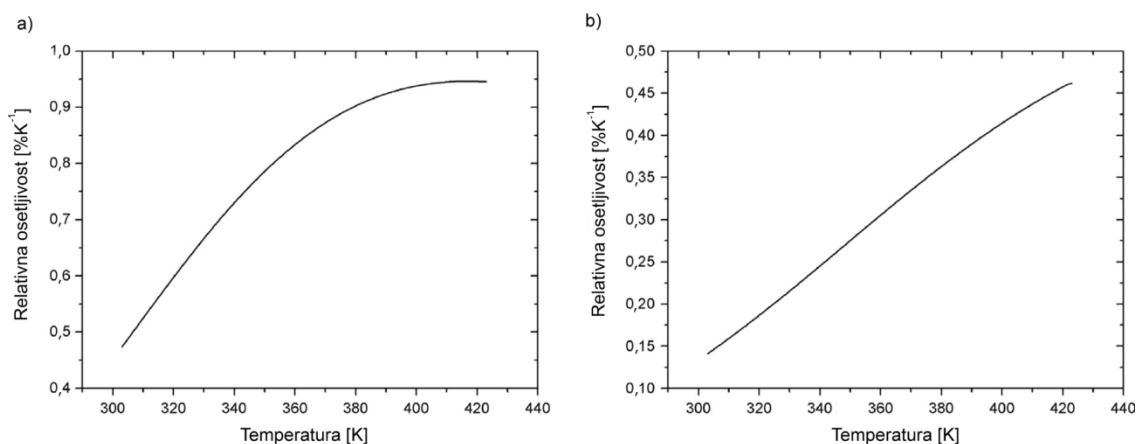 a)
Relativna osetljivost [%K⁻¹]
1,0
0,9
0,8
0,7
0,6
0,5
0,4
300 320 340 360 380 400 420 440
Temperatura [K]
b)
Relativna osetljivost [%K⁻¹]
0,50
0,45
0,40
0,35
0,30
0,25
0,20
0,15
0,10
300 320 340 360 380 400 420 440
Temperatura [K]